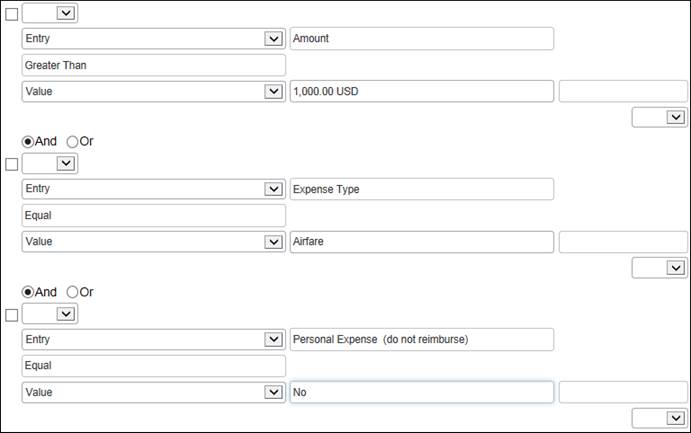 Entry Amount
Greater Than
Value 1,000.00 USD
And Or
Entry Expense Type
Equal
Value Airfare
And Or
Entry Personal Expense (do not reimburse)
Equal
Value No